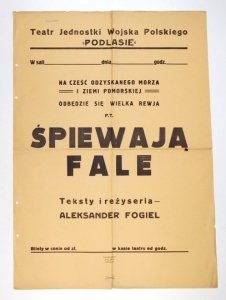 Teatr Jednostki Wojska Polskiego
»PODLASIE«
W sali dnia godz.
NA CZEŚĆ ODZYSKANEGO MORZA
I ZIEMI POMORSKIEJ
ODBĘDZIE SIĘ WIELKA REWJA
P.T.
ŚPIEWAJĄ
FALE
Teksty i reżyseria—
ALEKSANDER FOGIEL
Bilety w cenie od zł. w kasie teatru od godz.